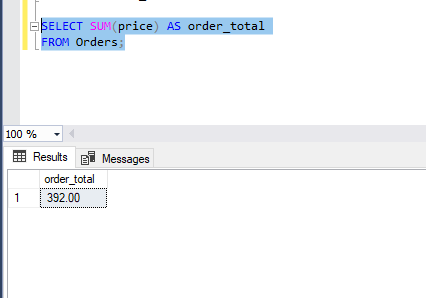 SELECT SUM(price) AS order_total
FROM Orders;
100 %
Results Messages
order_total
1 392.00